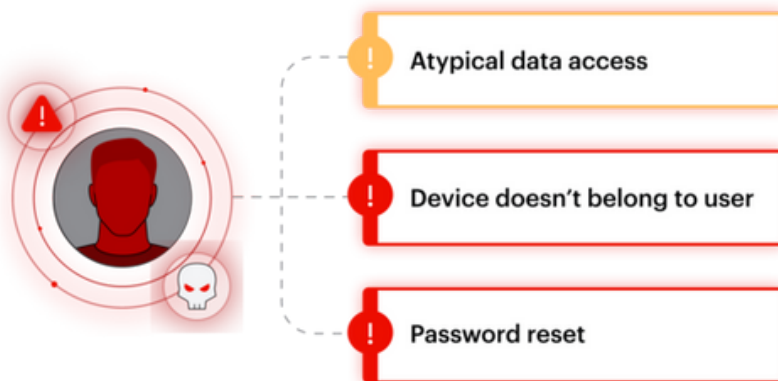 Atypical data access
Device doesn’t belong to user
Password reset